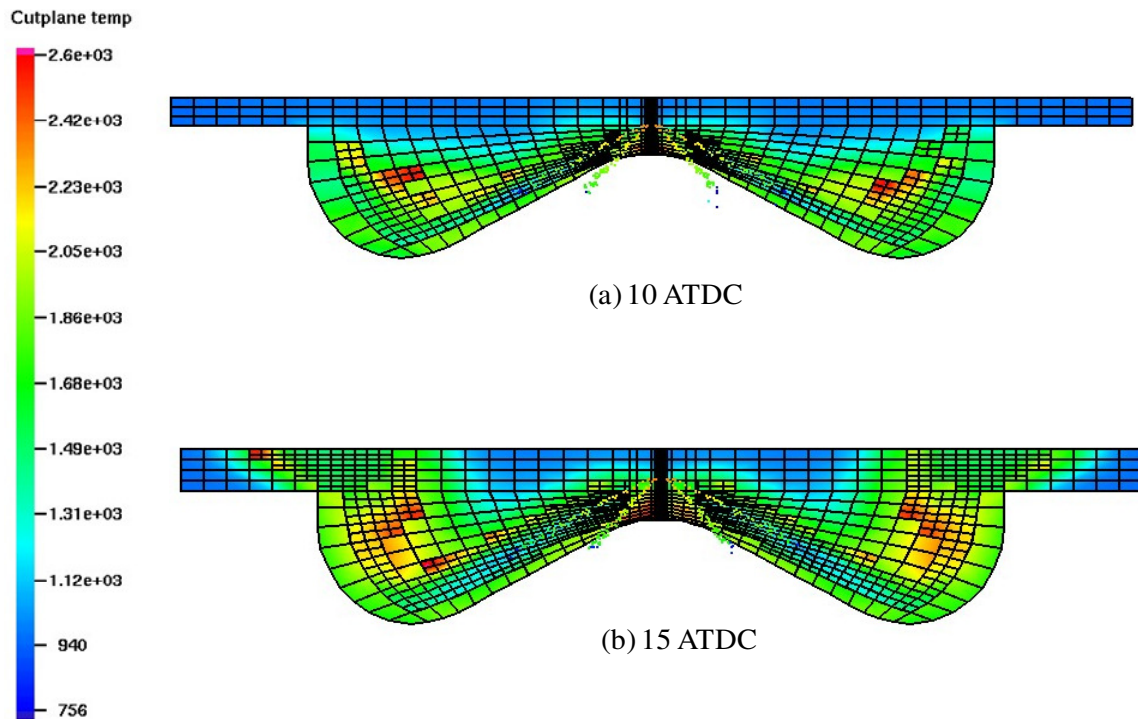 Cutplane temp
2.6e+03
2.42e+03
2.23e+03
2.05e+03
1.86e+03
1.68e+03
1.49e+03
1.31e+03
1.12e+03
940
756
(a) 10 ATDC
(b) 15 ATDC